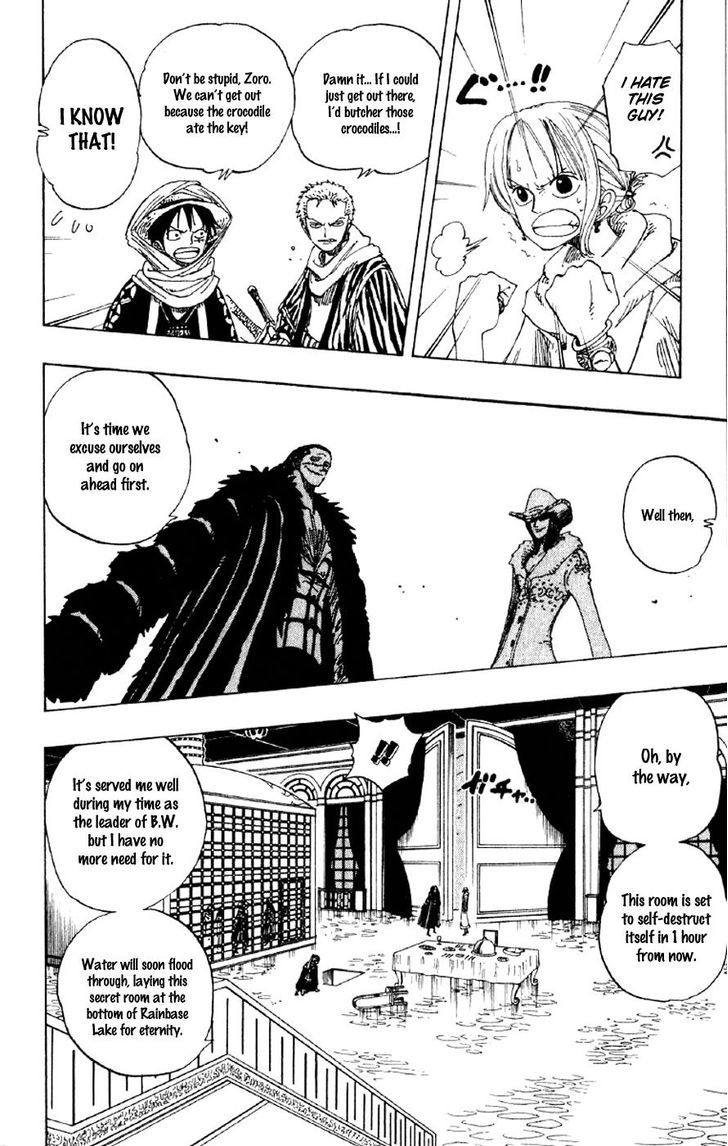 I HATE
THIS
GUY!
ぐ…!!
Damn it... If I could
just get out there,
I'd butcher those
crocodiles...!
Don't be stupid, Zoro.
We can't get out
because the crocodile
ate the key!
I KNOW
THAT!
Well then,
It's time we
excuse ourselves
and go on
ahead first.
Oh, by
the way,
ガチャ..
!!
This room is set
to self-destruct
itself in 1 hour
from now.
It's served me well
during my time as
the leader of B.W.
but I have no
more need for it.
Water will soon flood
through, laying this
secret room at the
bottom of Rainbase
Lake for eternity.